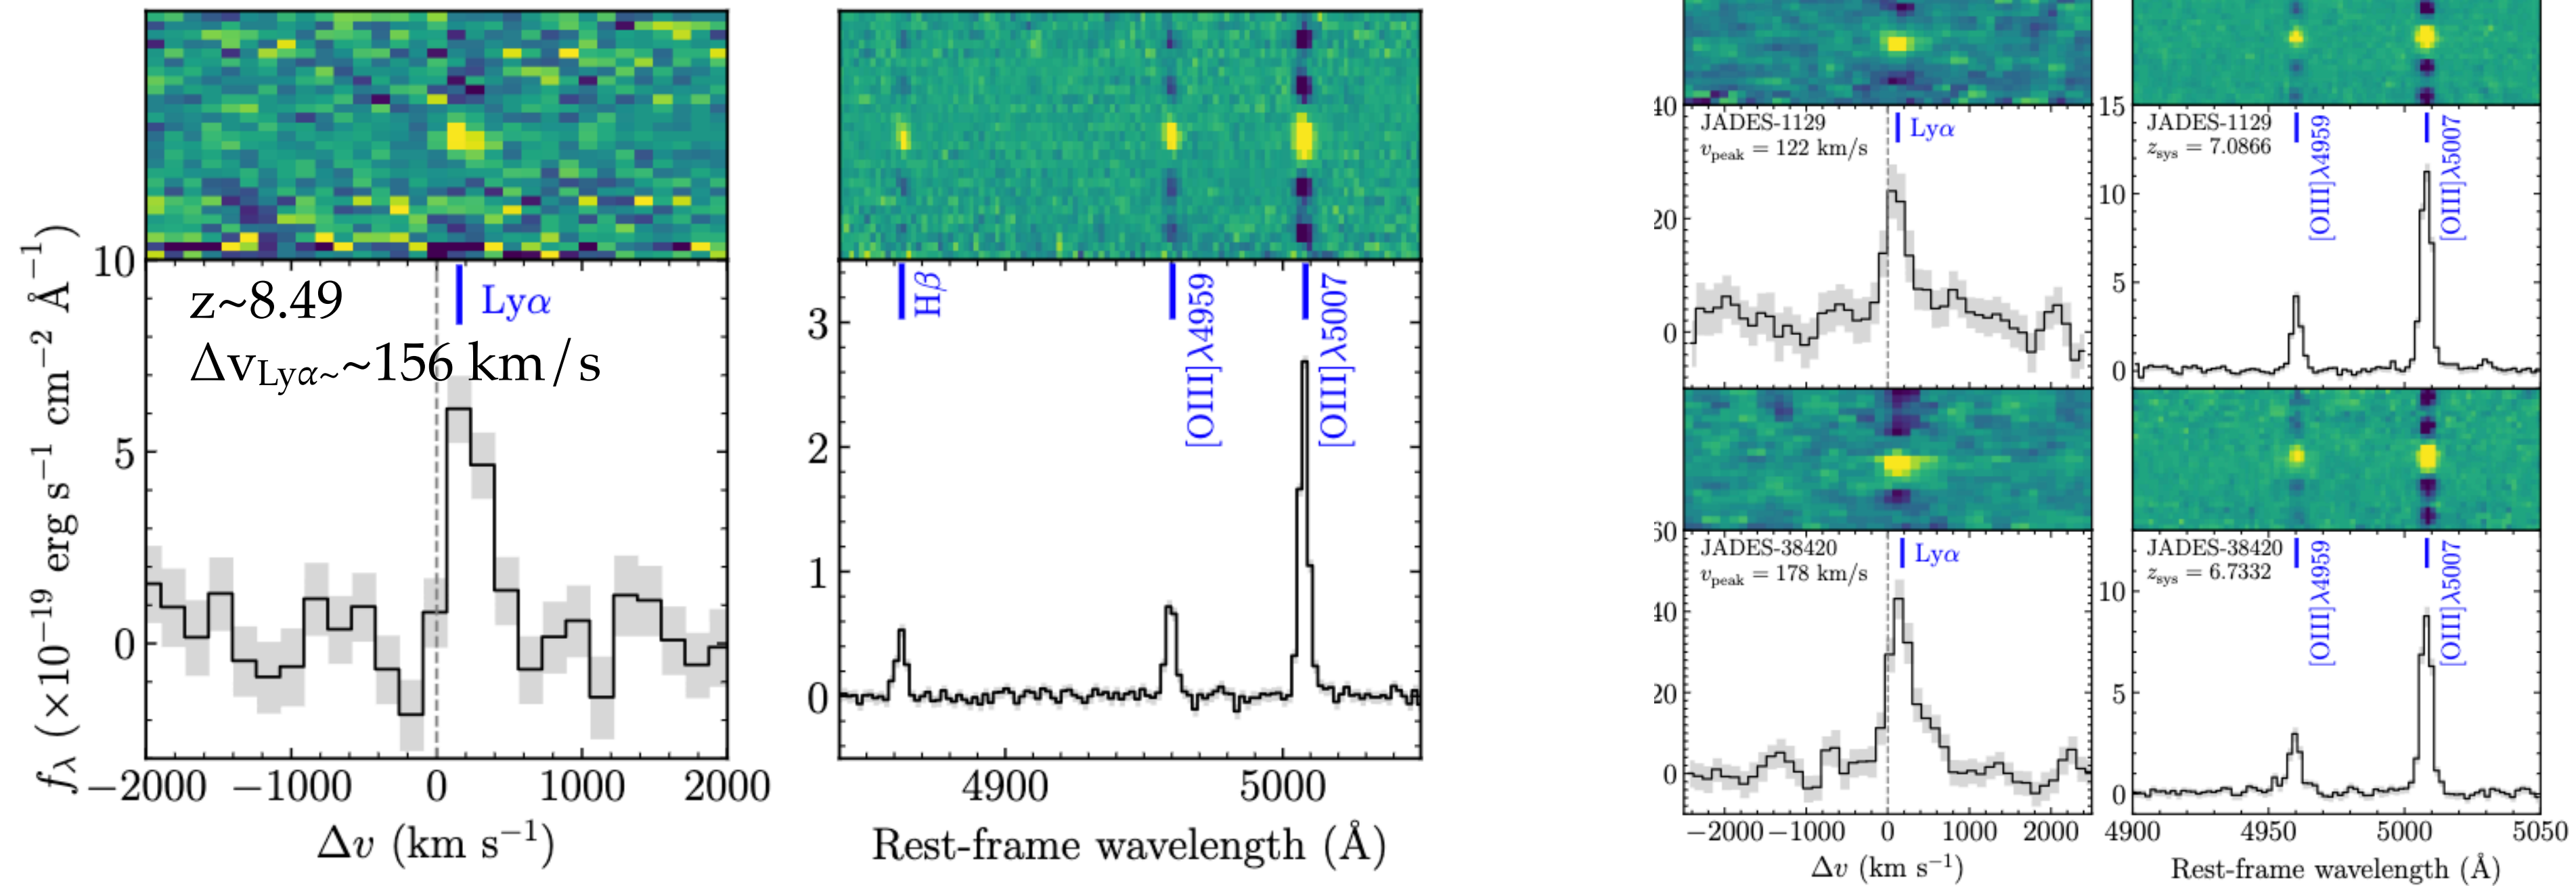 f_λ (×10⁻¹⁹ erg s⁻¹ cm⁻² Å⁻¹)
10
5
0
z~8.49
Δv_Lyα~~156 km/s
Lyα
−2000 −1000 0 1000 2000
Δv (km s⁻¹)
3
2
1
0
Hβ
[OIII]λ4959
[OIII]λ5007
4900 5000
Rest-frame wavelength (Å)
40
20
0
JADES-1129
v_peak = 122 km/s
Lyα
15
10
5
0
JADES-1129
z_sys = 7.0866
[OIII]λ4959
[OIII]λ5007
40
20
0
JADES-38420
v_peak = 178 km/s
Lyα
−2000 −1000 0 1000 2000
Δv (km s⁻¹)
10
5
0
JADES-38420
z_sys = 6.7332
[OIII]λ4959
[OIII]λ5007
4900 4950 5000 5050
Rest-frame wavelength (Å)